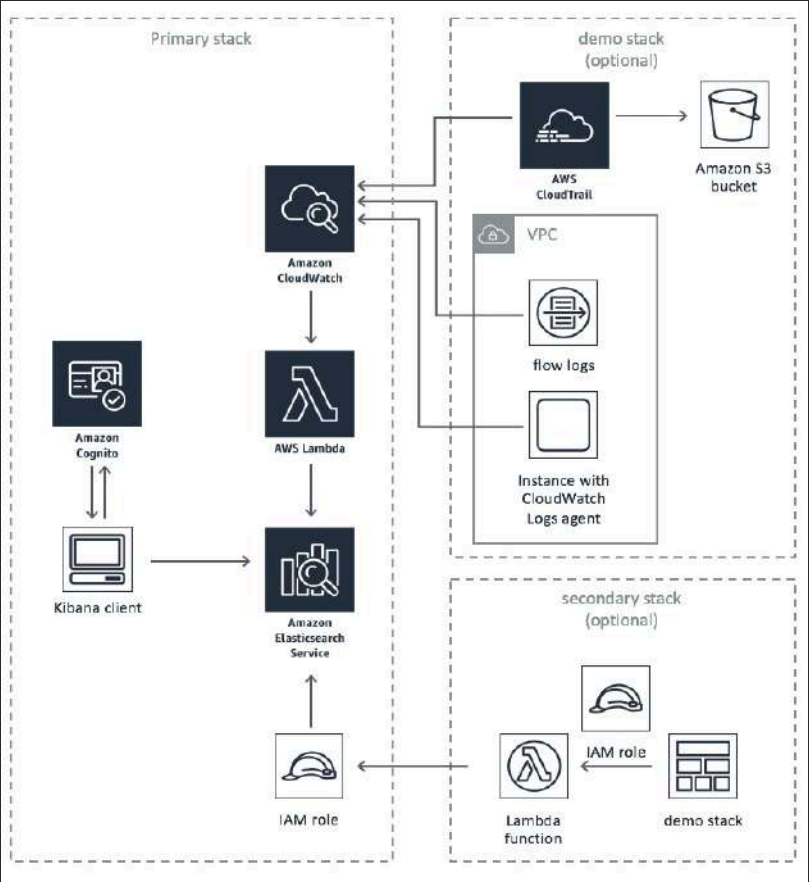 Primary stack
demo stack
(optional)
AWS
CloudTrail
Amazon S3
bucket
Amazon
CloudWatch
VPC
flow logs
Amazon
Cognito
AWS Lambda
Instance with
CloudWatch
Logs agent
Kibana client
Amazon
Elasticsearch
Service
secondary stack
(optional)
IAM role
IAM role
Lambda
function
demo stack